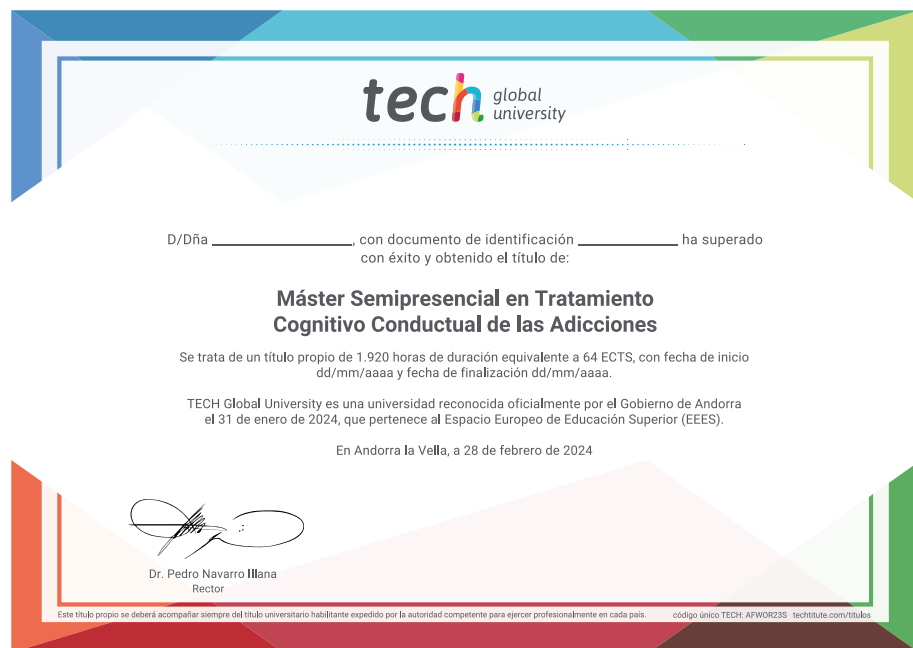 tech global university
D/Dña ____________________, con documento de identificación ______________ ha superado
con éxito y obtenido el título de:
Máster Semipresencial en Tratamiento
Cognitivo Conductual de las Adicciones
Se trata de un título propio de 1.920 horas de duración equivalente a 64 ECTS, con fecha de inicio
dd/mm/aaaa y fecha de finalización dd/mm/aaaa.
TECH Global University es una universidad reconocida oficialmente por el Gobierno de Andorra
el 31 de enero de 2024, que pertenece al Espacio Europeo de Educación Superior (EEES).
En Andorra la Vella, a 28 de febrero de 2024
Dr. Pedro Navarro Illana
Rector
Este título propio se deberá acompañar siempre del título universitario habilitante expedido por la autoridad competente para ejercer profesionalmente en cada país. código único TECH: AFWOR23S techtitute.com/titulos